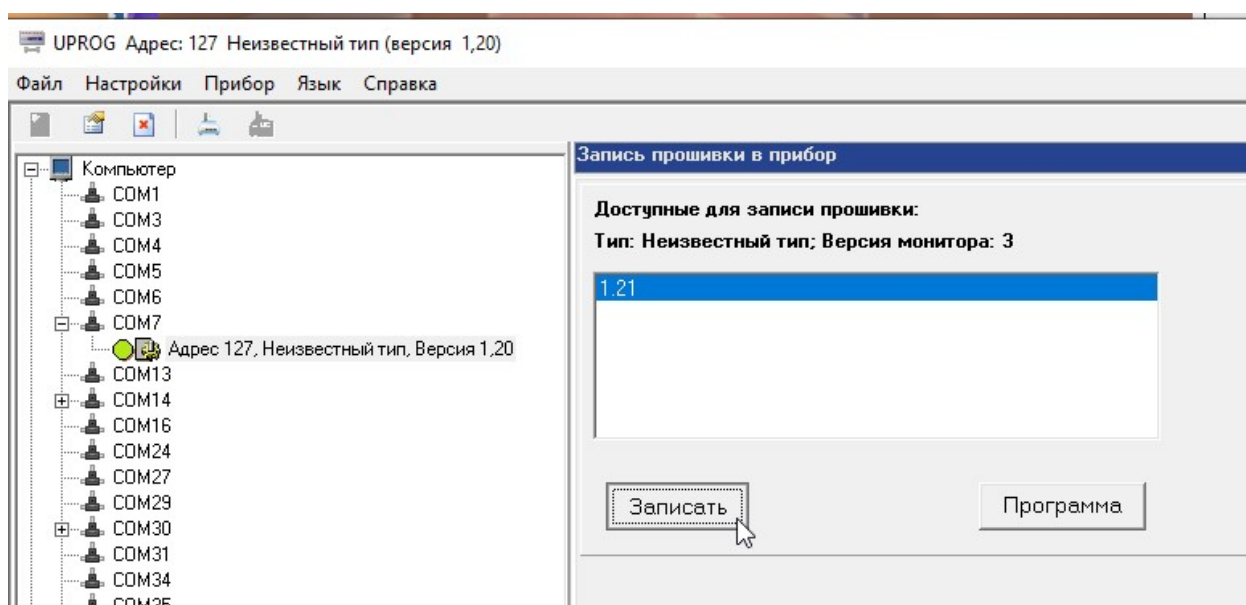 UPROG Адрес: 127 Неизвестный тип (версия 1,20)
Файл Настройки Прибор Язык Справка
Компьютер
COM1
COM3
COM4
COM5
COM6
COM7
Адрес 127, Неизвестный тип, Версия 1,20
COM13
COM14
COM16
COM24
COM27
COM29
COM30
COM31
COM34
COM35
Запись прошивки в прибор
Доступные для записи прошивки:
Тип: Неизвестный тип; Версия монитора: 3
1.21
Записать
Программа